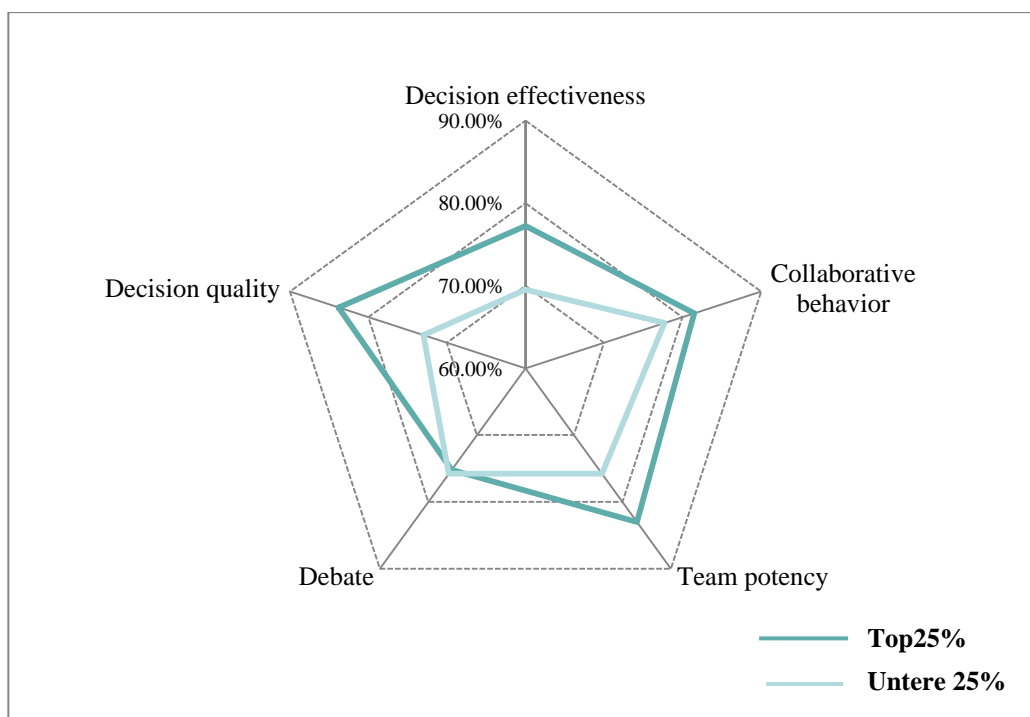 Decision effectiveness
90.00%
80.00%
70.00%
60.00%
Collaborative
behavior
Decision quality
Debate
Team potency
Top25%
Untere 25%